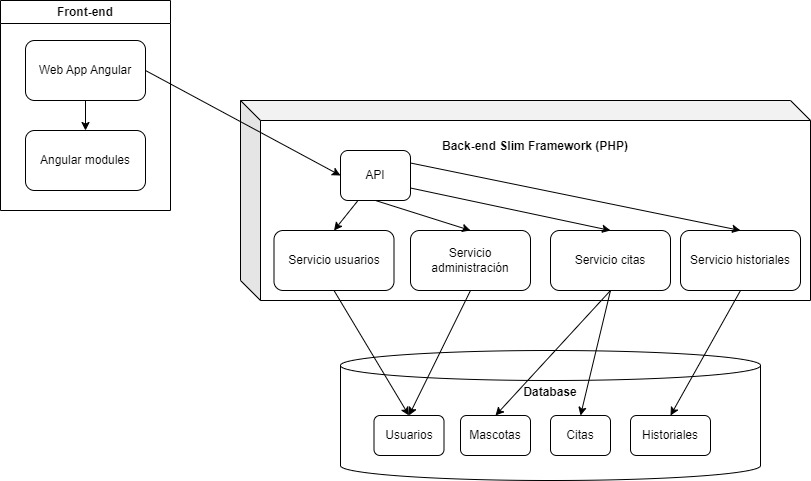 Front-end
Web App Angular
Angular modules
Back-end Slim Framework (PHP)
API
Servicio usuarios
Servicio
administración
Servicio citas
Servicio historiales
Database
Usuarios
Mascotas
Citas
Historiales